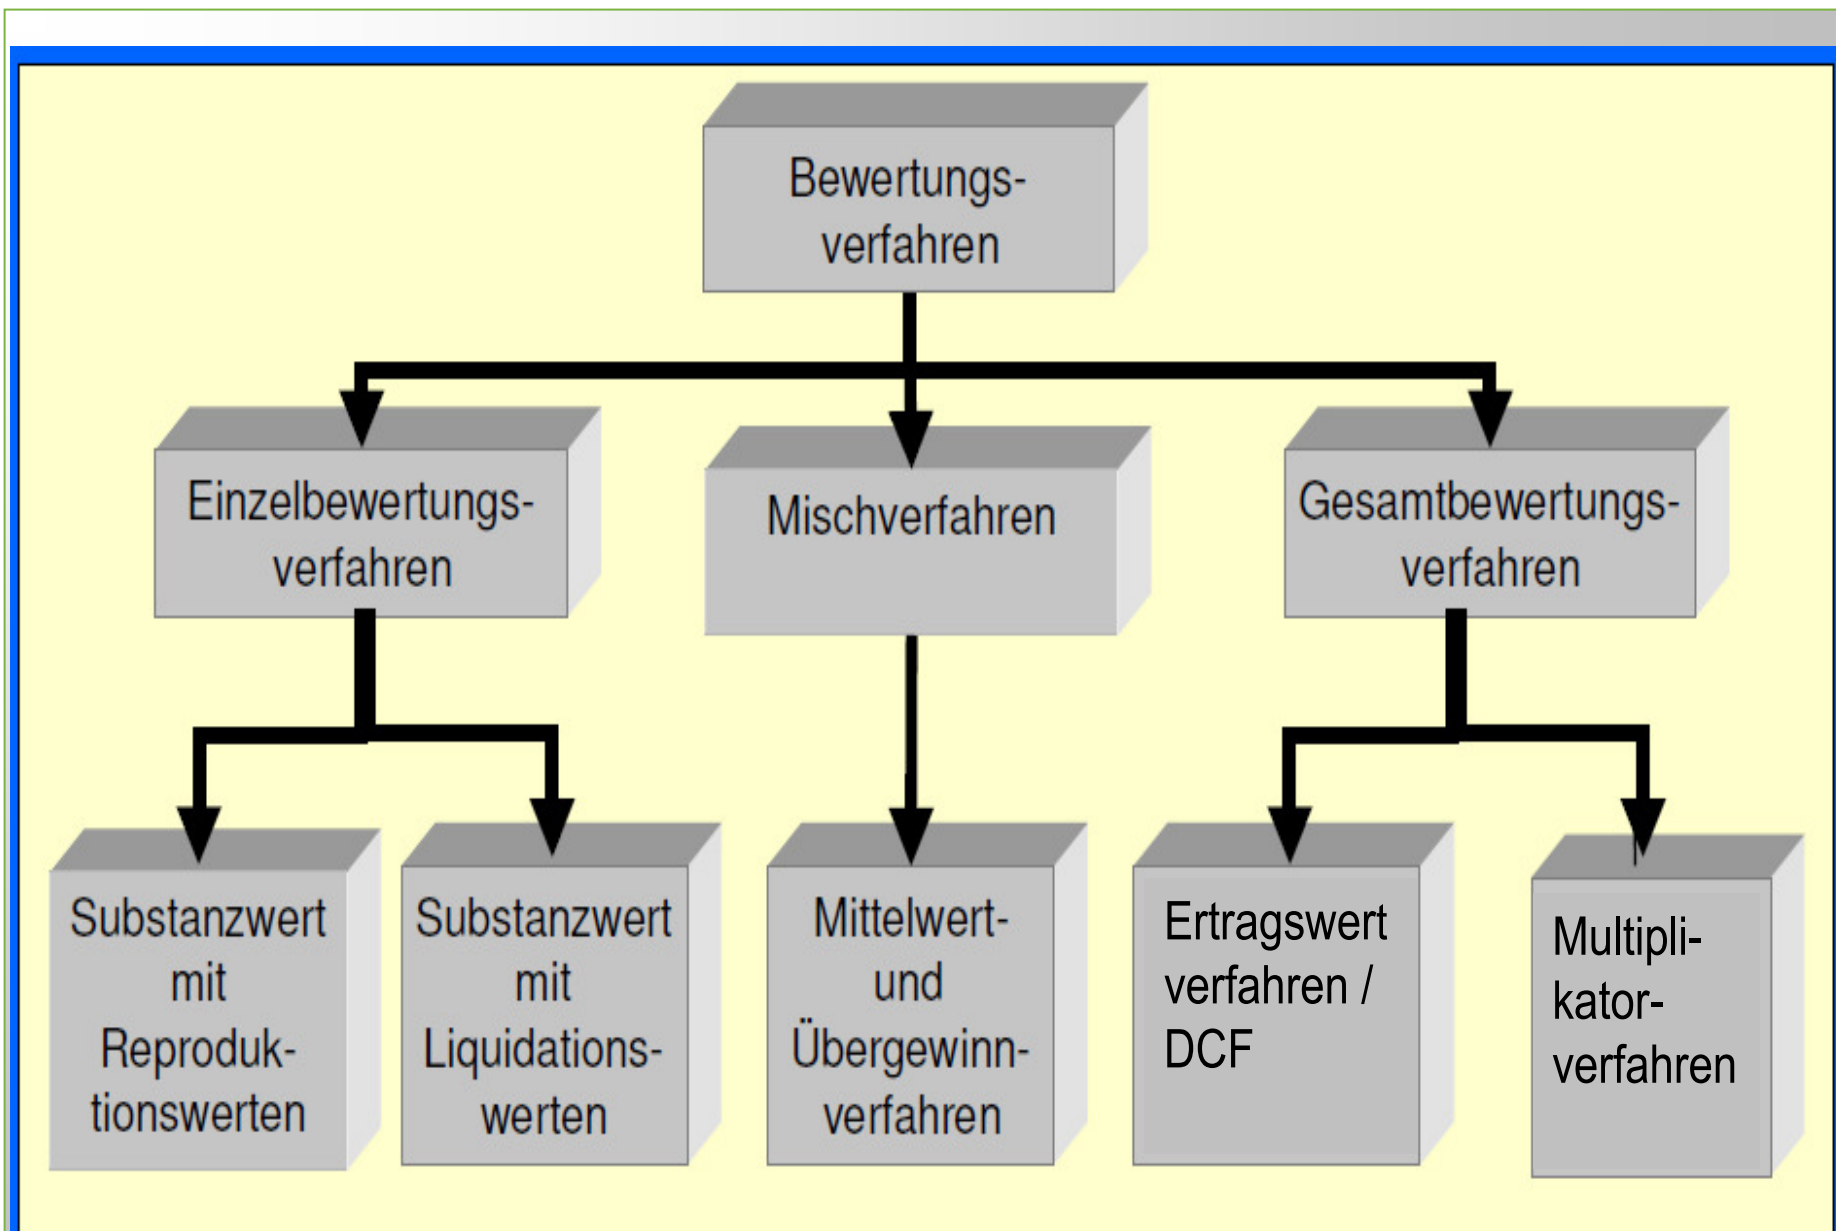 Bewertungs-
verfahren
Einzelbewertungs-
verfahren
Mischverfahren
Gesamtbewertungs-
verfahren
Substanzwert
mit
Reproduk-
tionswerten
Substanzwert
mit
Liquidations-
werten
Mittelwert-
und
Übergewinn-
verfahren
Ertragswert
verfahren /
DCF
Multipli-
kator-
verfahren